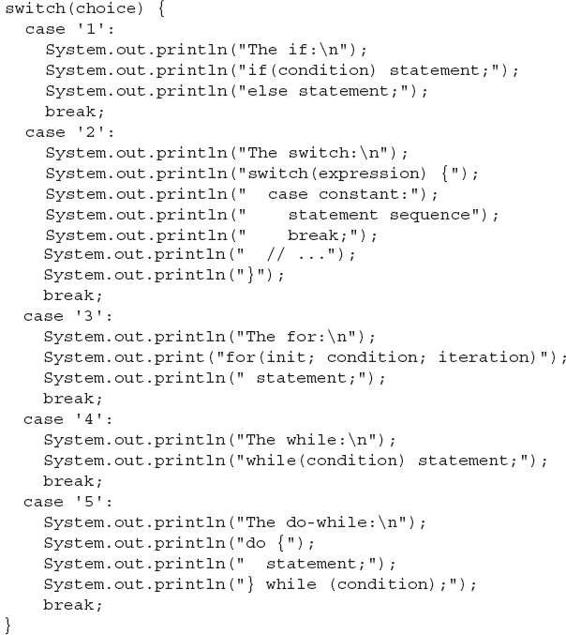 switch(choice) {
  case '1':
    System.out.println("The if:\n");
    System.out.println("if(condition) statement;");
    System.out.println("else statement;");
    break;
  case '2':
    System.out.println("The switch:\n");
    System.out.println("switch(expression) {");
    System.out.println("  case constant:");
    System.out.println("    statement sequence");
    System.out.println("    break;");
    System.out.println("  // ...");
    System.out.println("}");
    break;
  case '3':
    System.out.println("The for:\n");
    System.out.print("for(init; condition; iteration)");
    System.out.println(" statement;");
    break;
  case '4':
    System.out.println("The while:\n");
    System.out.println("while(condition) statement;");
    break;
  case '5':
    System.out.println("The do-while:\n");
    System.out.println("do {");
    System.out.println("  statement;");
    System.out.println("} while (condition);");
    break;
}